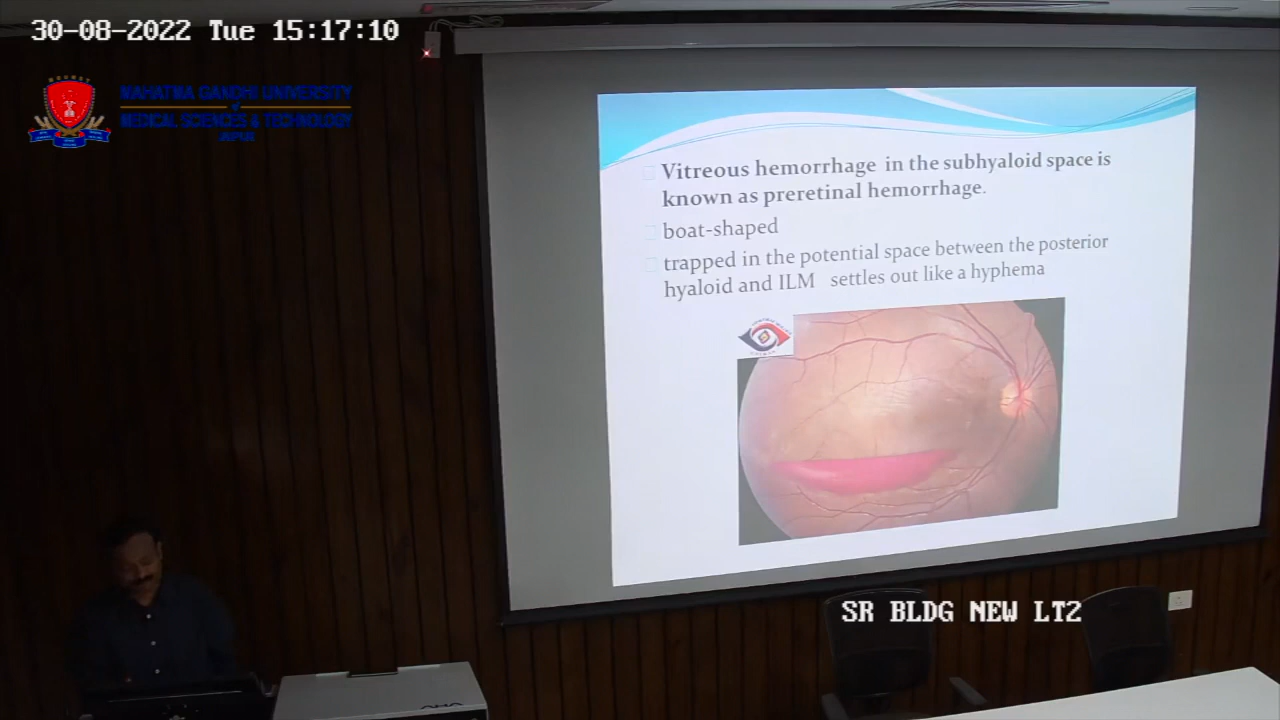 30-08-2022 Tue 15:17:10
MAHATMA GANDHI UNIVERSITY
of
MEDICAL SCIENCES & TECHNOLOGY
JAIPUR
Vitreous hemorrhage in the subhyaloid space is
known as preretinal hemorrhage.
boat-shaped
trapped in the potential space between the posterior
hyaloid and ILM settles out like a hyphema
SR BLDG NEW LT2